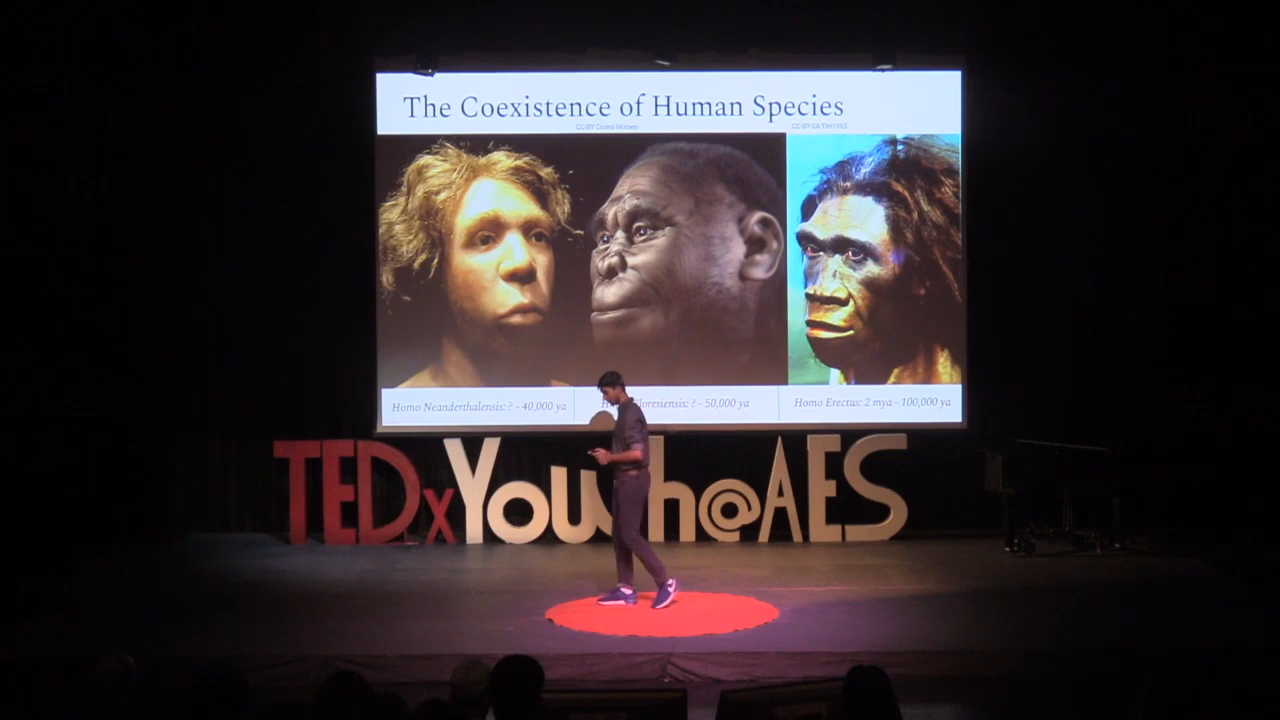 The Coexistence of Human Species
CC-BY Cicero Moraes
CC-BY-SA Tim1965
Homo Neanderthalensis: ? – 40,000 ya
Floresiensis: ? – 50,000 ya
Homo Erectus: 2 mya – 100,000 ya
TEDxYouth@AES